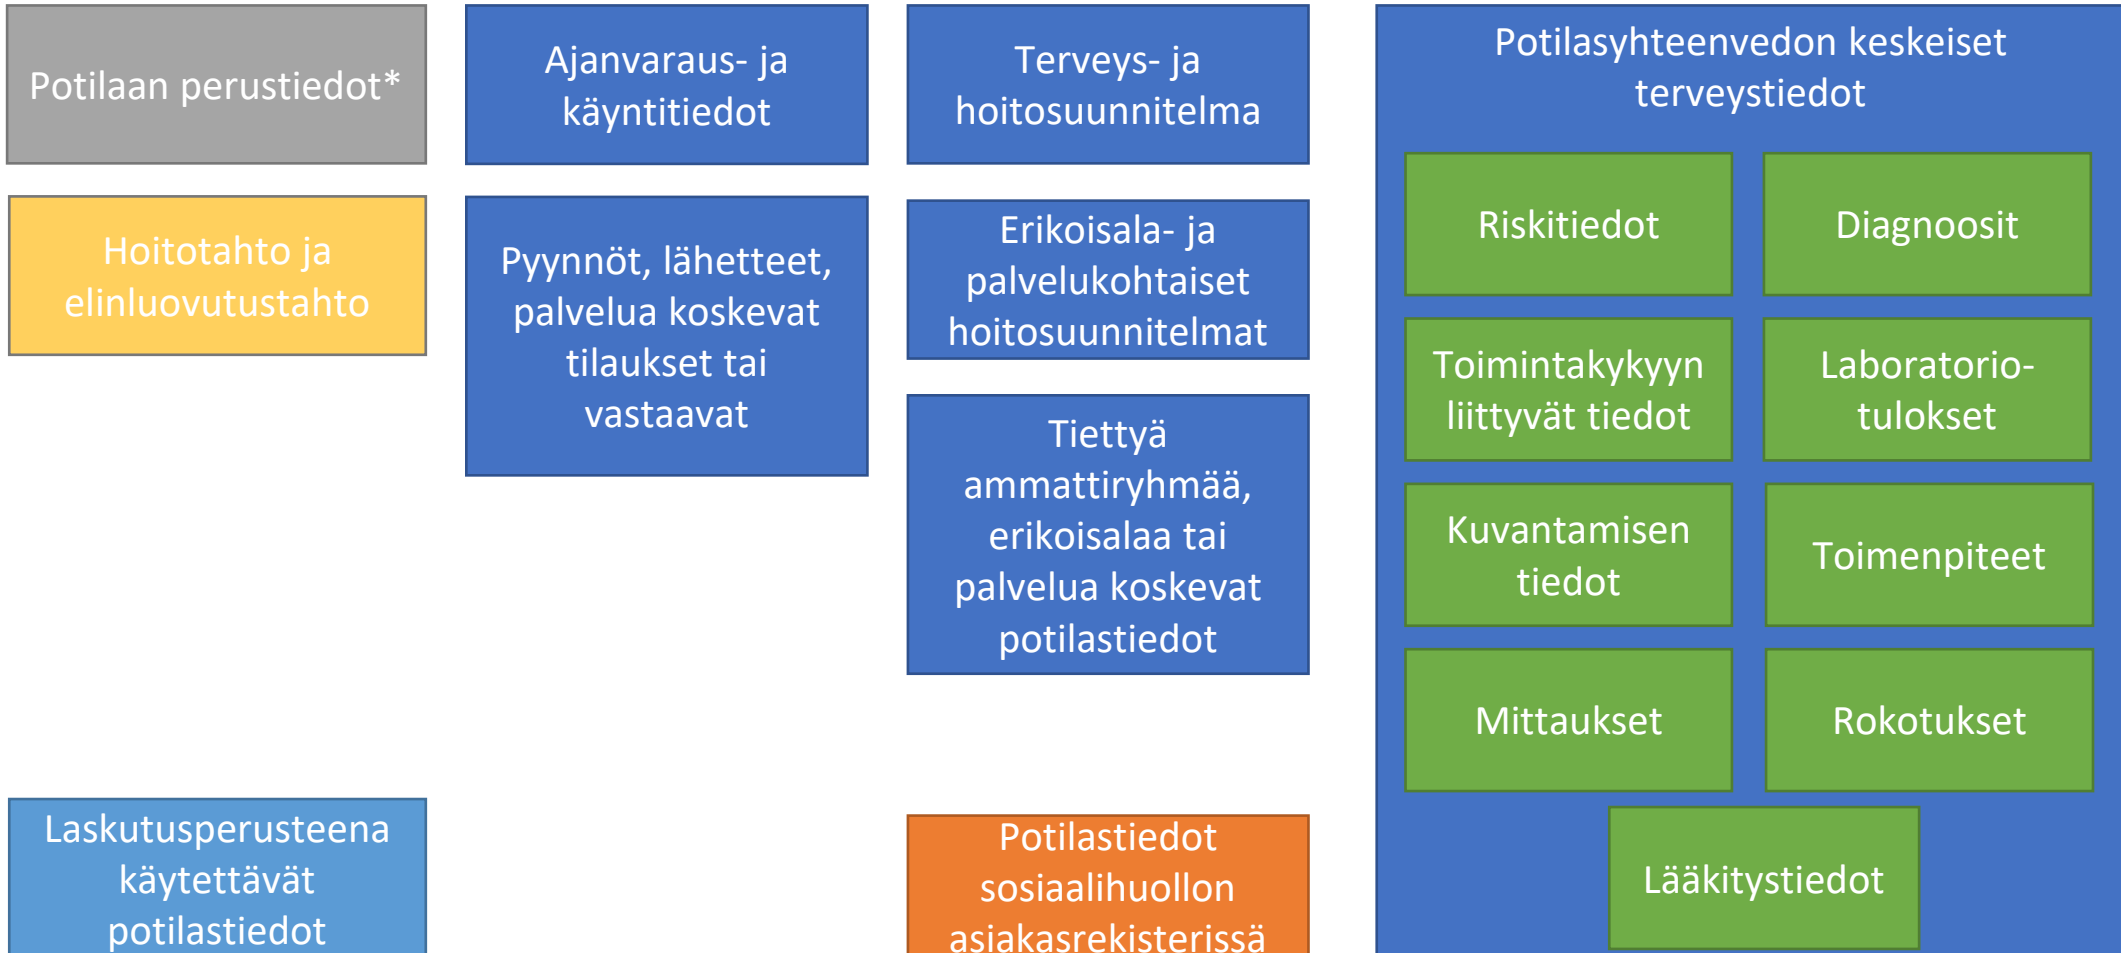 Potilaan perustiedot*
Hoitotahto ja
elinluovutustahto
Laskutusperusteena
käytettävät
potilastiedot
Ajanvaraus- ja
käyntitiedot
Pyynnöt, lähetteet,
palvelua koskevat
tilaukset tai
vastaavat
Terveys- ja
hoitosuunnitelma
Erikoisala- ja
palvelukohtaiset
hoitosuunnitelmat
Tiettyä
ammattiryhmää,
erikoisalaa tai
palvelua koskevat
potilastiedot
Potilastiedot
sosiaalihuollon
asiakasrekisterissä
Potilasyhteenvedon keskeiset
terveystiedot
Riskitiedot
Diagnoosit
Toimintakykyyn
liittyvät tiedot
Laboratorio-
tulokset
Kuvantamisen
tiedot
Toimenpiteet
Mittaukset
Rokotukset
Lääkitystiedot